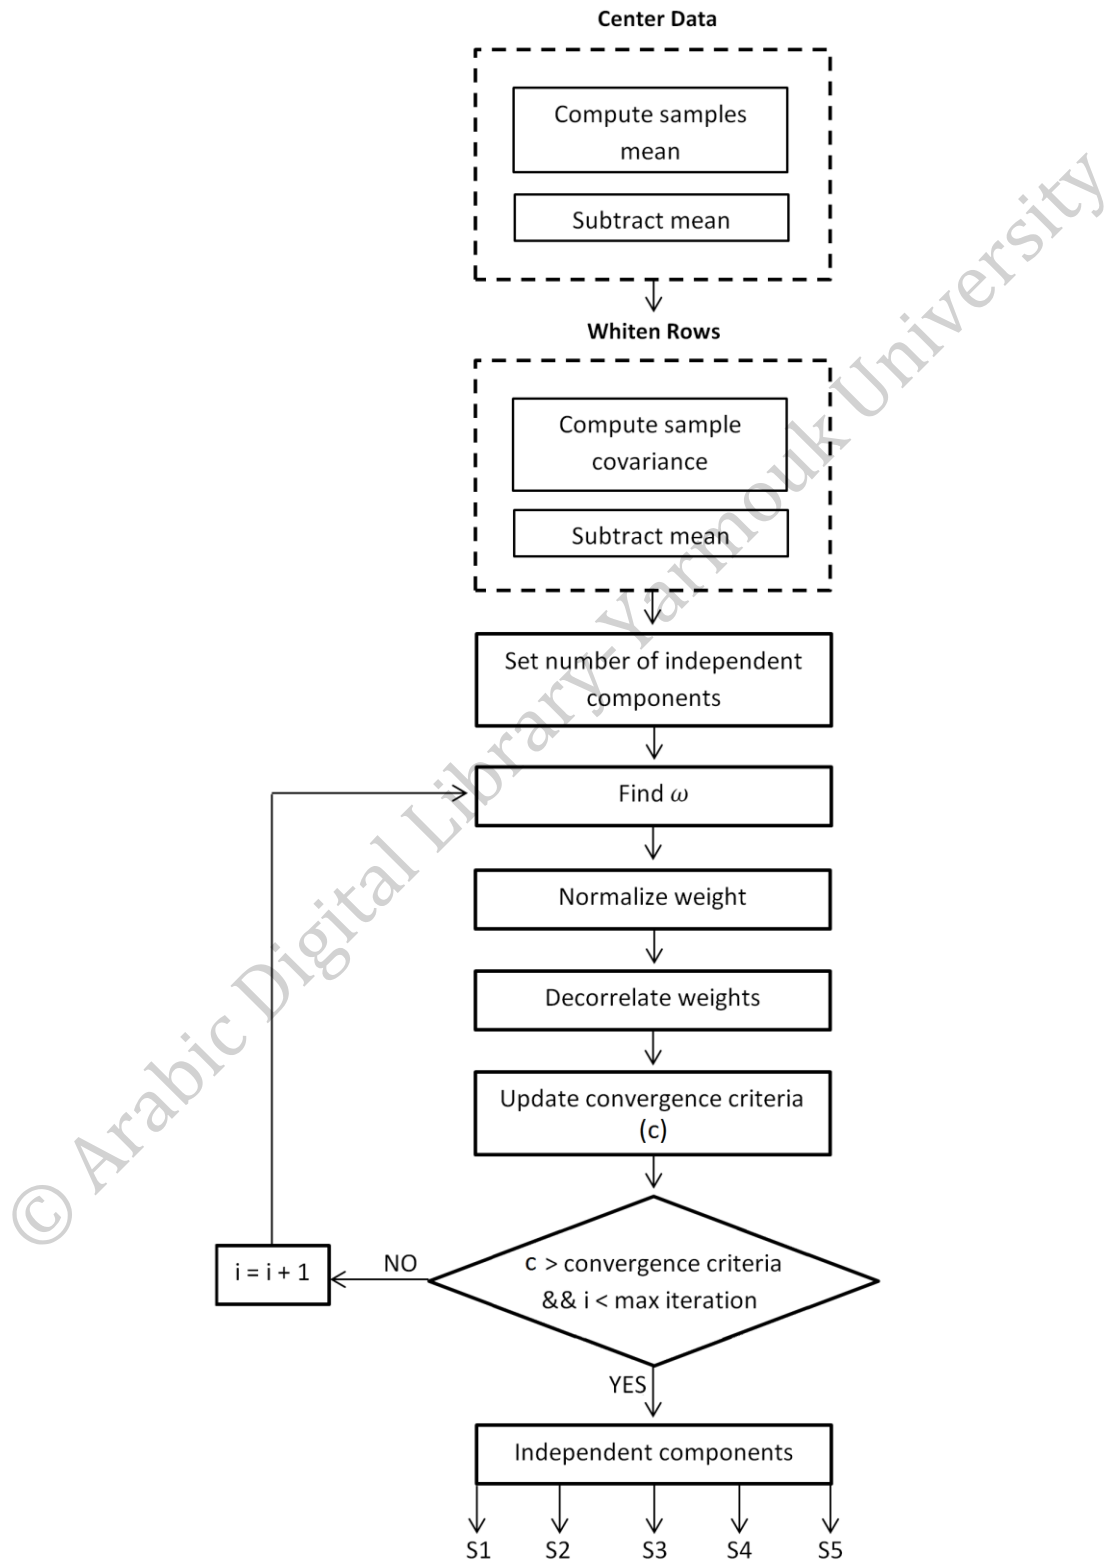 Center Data
Compute samples
mean
Subtract mean
Whiten Rows
Compute sample
covariance
Subtract mean
Set number of independent
components
Find ω
Normalize weight
Decorrelate weights
Update convergence criteria
(c)
c > convergence criteria
&& i < max iteration
NO
i = i + 1
YES
Independent components
S1 S2 S3 S4 S5
© Arabic Digital Library-Yarmouk University